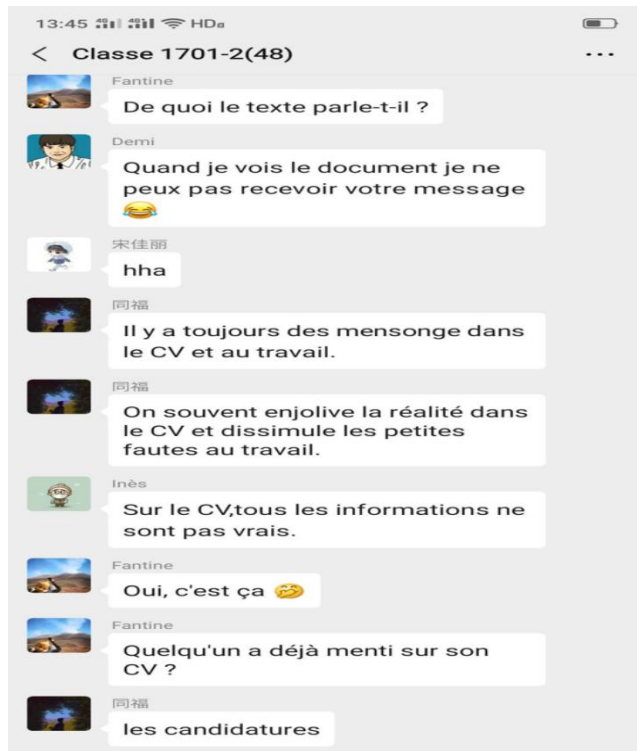 13:45 HD
Classe 1701-2(48)
Fantine
De quoi le texte parle-t-il ?
Demi
Quand je vois le document je ne
peux pas recevoir votre message
宋佳丽
hha
同福
Il y a toujours des mensonge dans
le CV et au travail.
同福
On souvent enjolive la réalité dans
le CV et dissimule les petites
fautes au travail.
Inès
Sur le CV,tous les informations ne
sont pas vrais.
Fantine
Oui, c'est ça
Fantine
Quelqu'un a déjà menti sur son
CV ?
同福
les candidatures